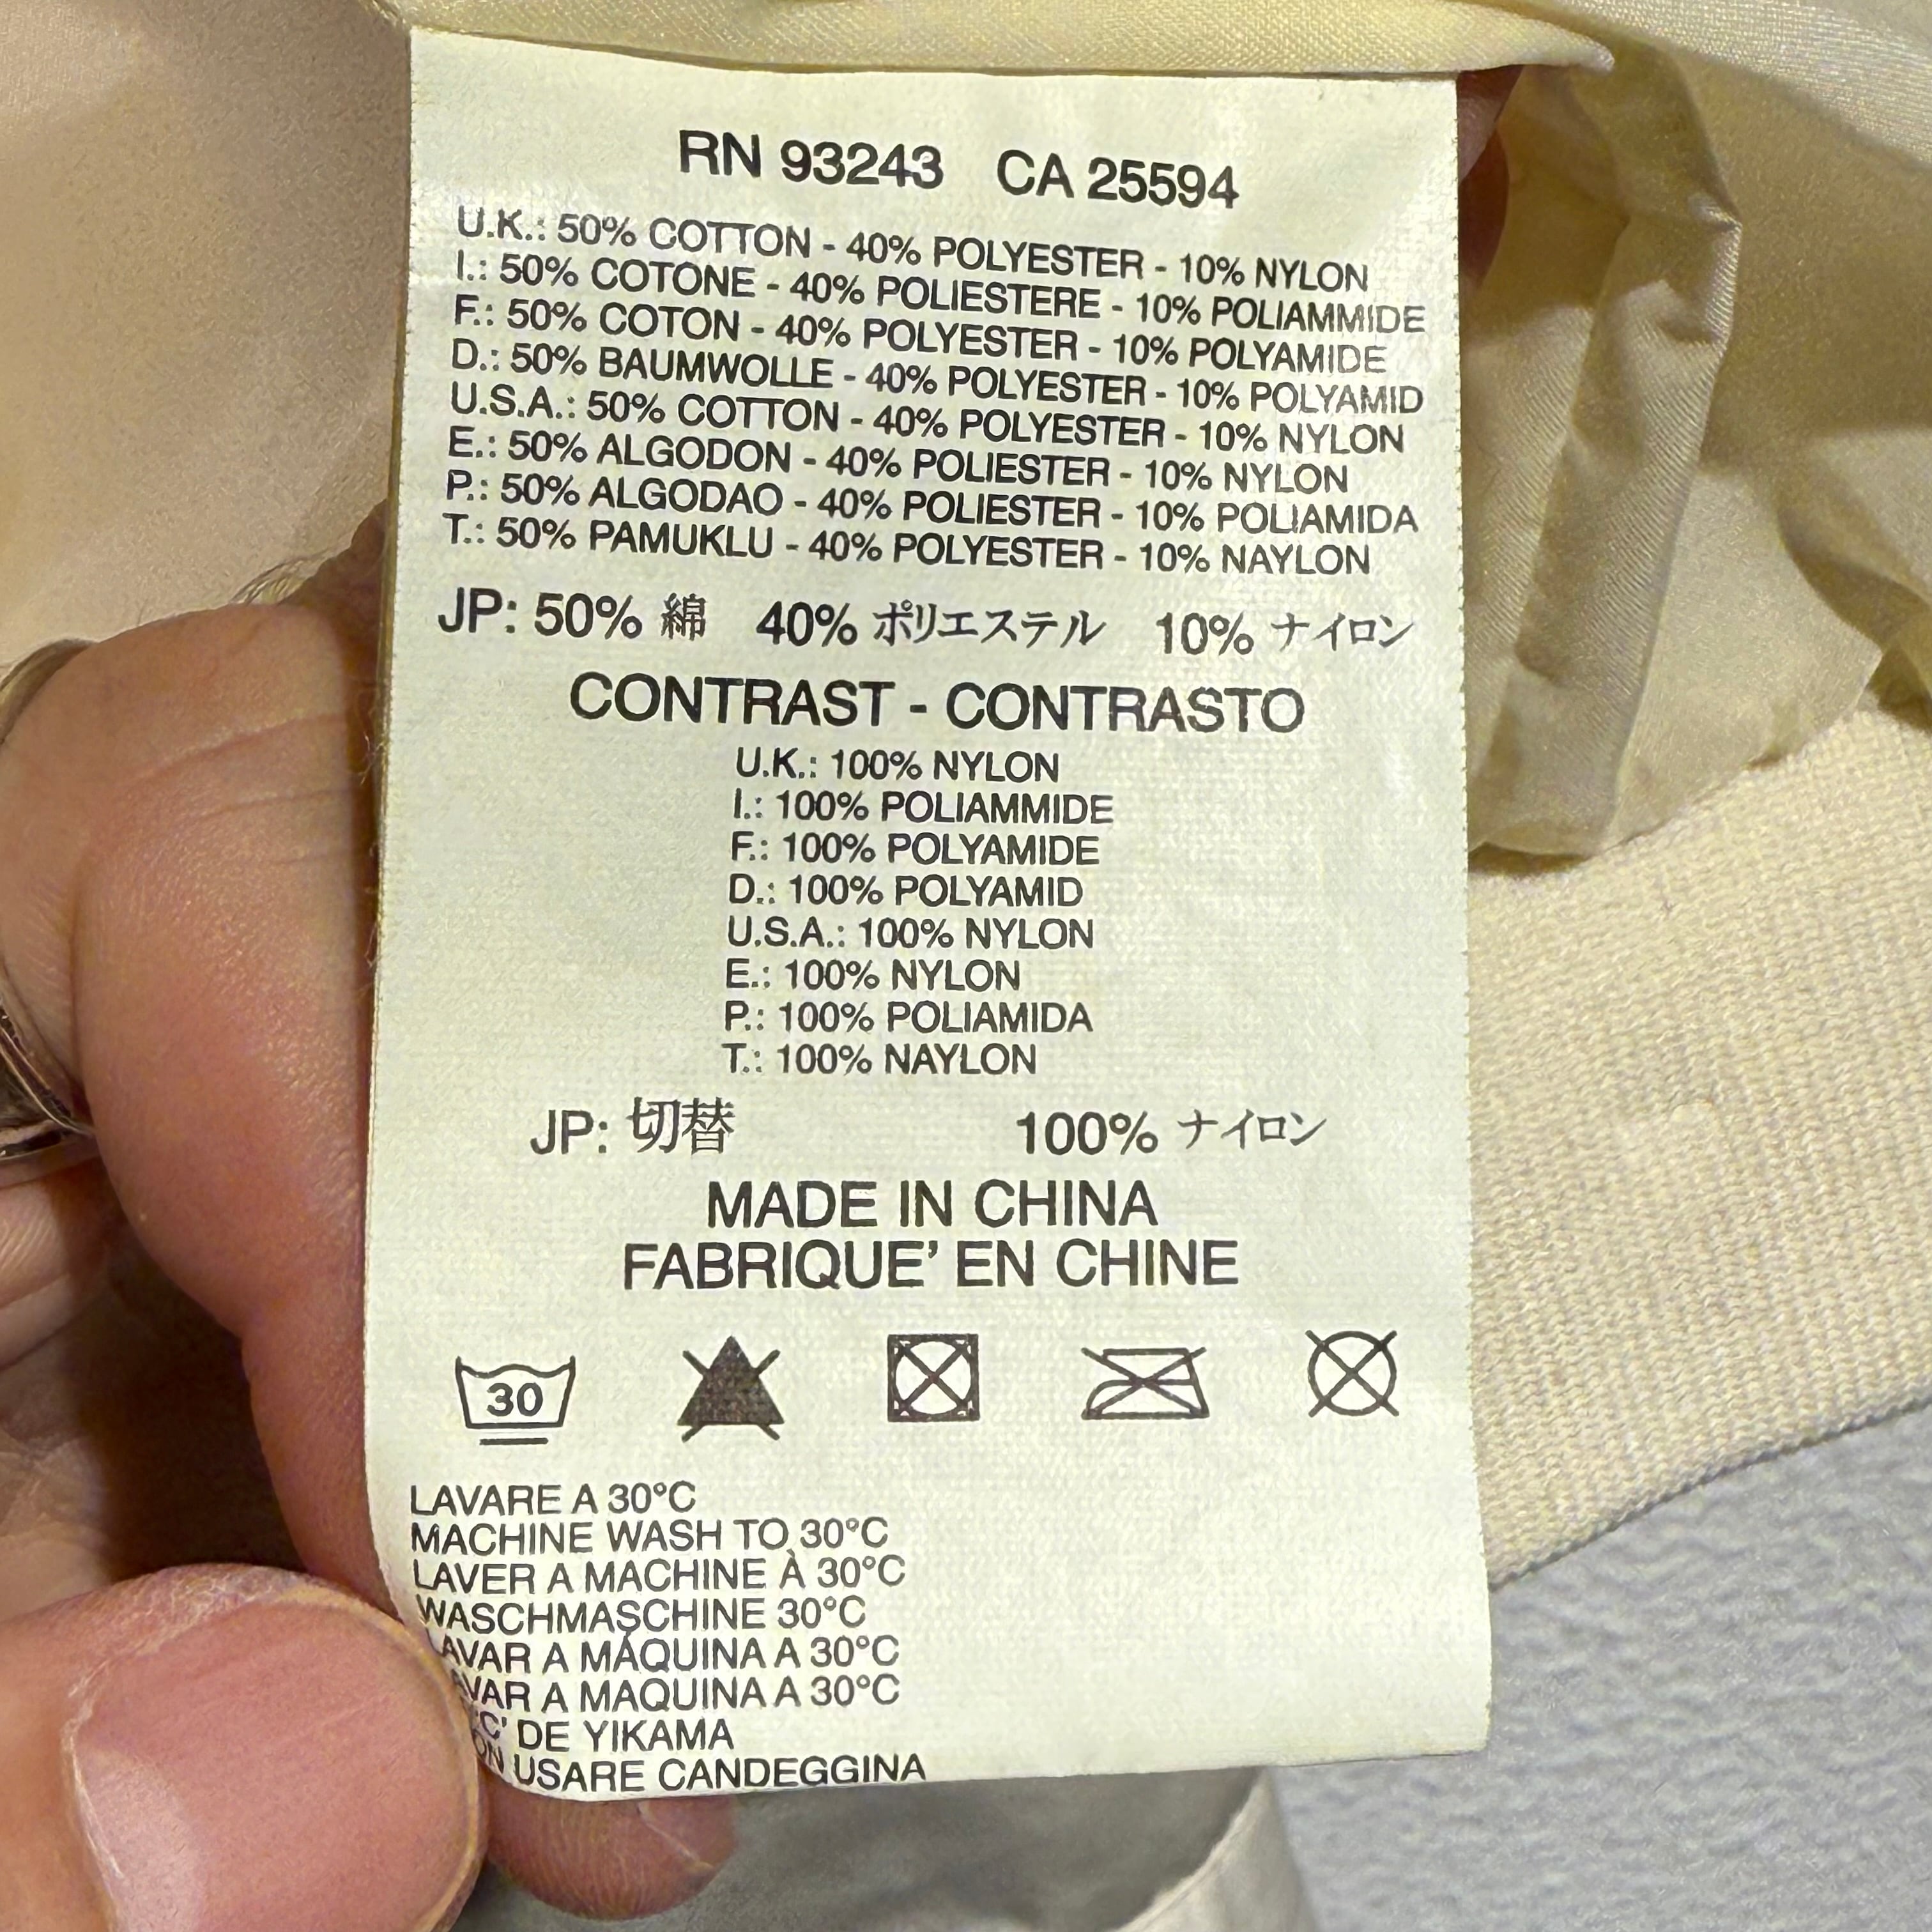 RN 93243 CA 25594
U.K.: 50% COTTON - 40% POLYESTER - 10% NYLON
I.: 50% COTONE - 40% POLIESTERE - 10% POLIAMMIDE
F.: 50% COTON - 40% POLYESTER - 10% POLYAMIDE
D.: 50% BAUMWOLLE - 40% POLYESTER - 10% POLYAMID
U.S.A.: 50% COTTON - 40% POLYESTER - 10% NYLON
E.: 50% ALGODON - 40% POLIESTER - 10% NYLON
P.: 50% ALGODAO - 40% POLIESTER - 10% POLIAMIDA
T.: 50% PAMUKLU - 40% POLYESTER - 10% NAYLON
JP: 50% 綿 40% ポリエステル 10% ナイロン
CONTRAST - CONTRASTO
U.K.: 100% NYLON
I.: 100% POLIAMMIDE
F.: 100% POLYAMIDE
D.: 100% POLYAMID
U.S.A.: 100% NYLON
E.: 100% NYLON
P.: 100% POLIAMIDA
T.: 100% NAYLON
JP: 切替 100% ナイロン
MADE IN CHINA
FABRIQUE' EN CHINE
30
LAVARE A 30°C
MACHINE WASH TO 30°C
LAVER A MACHINE À 30°C
WASCHMASCHINE 30°C
LAVAR A MÁQUINA A 30°C
AVAR A MAQUINA A 30°C
C' DE YIKAMA
ON USARE CANDEGGINA